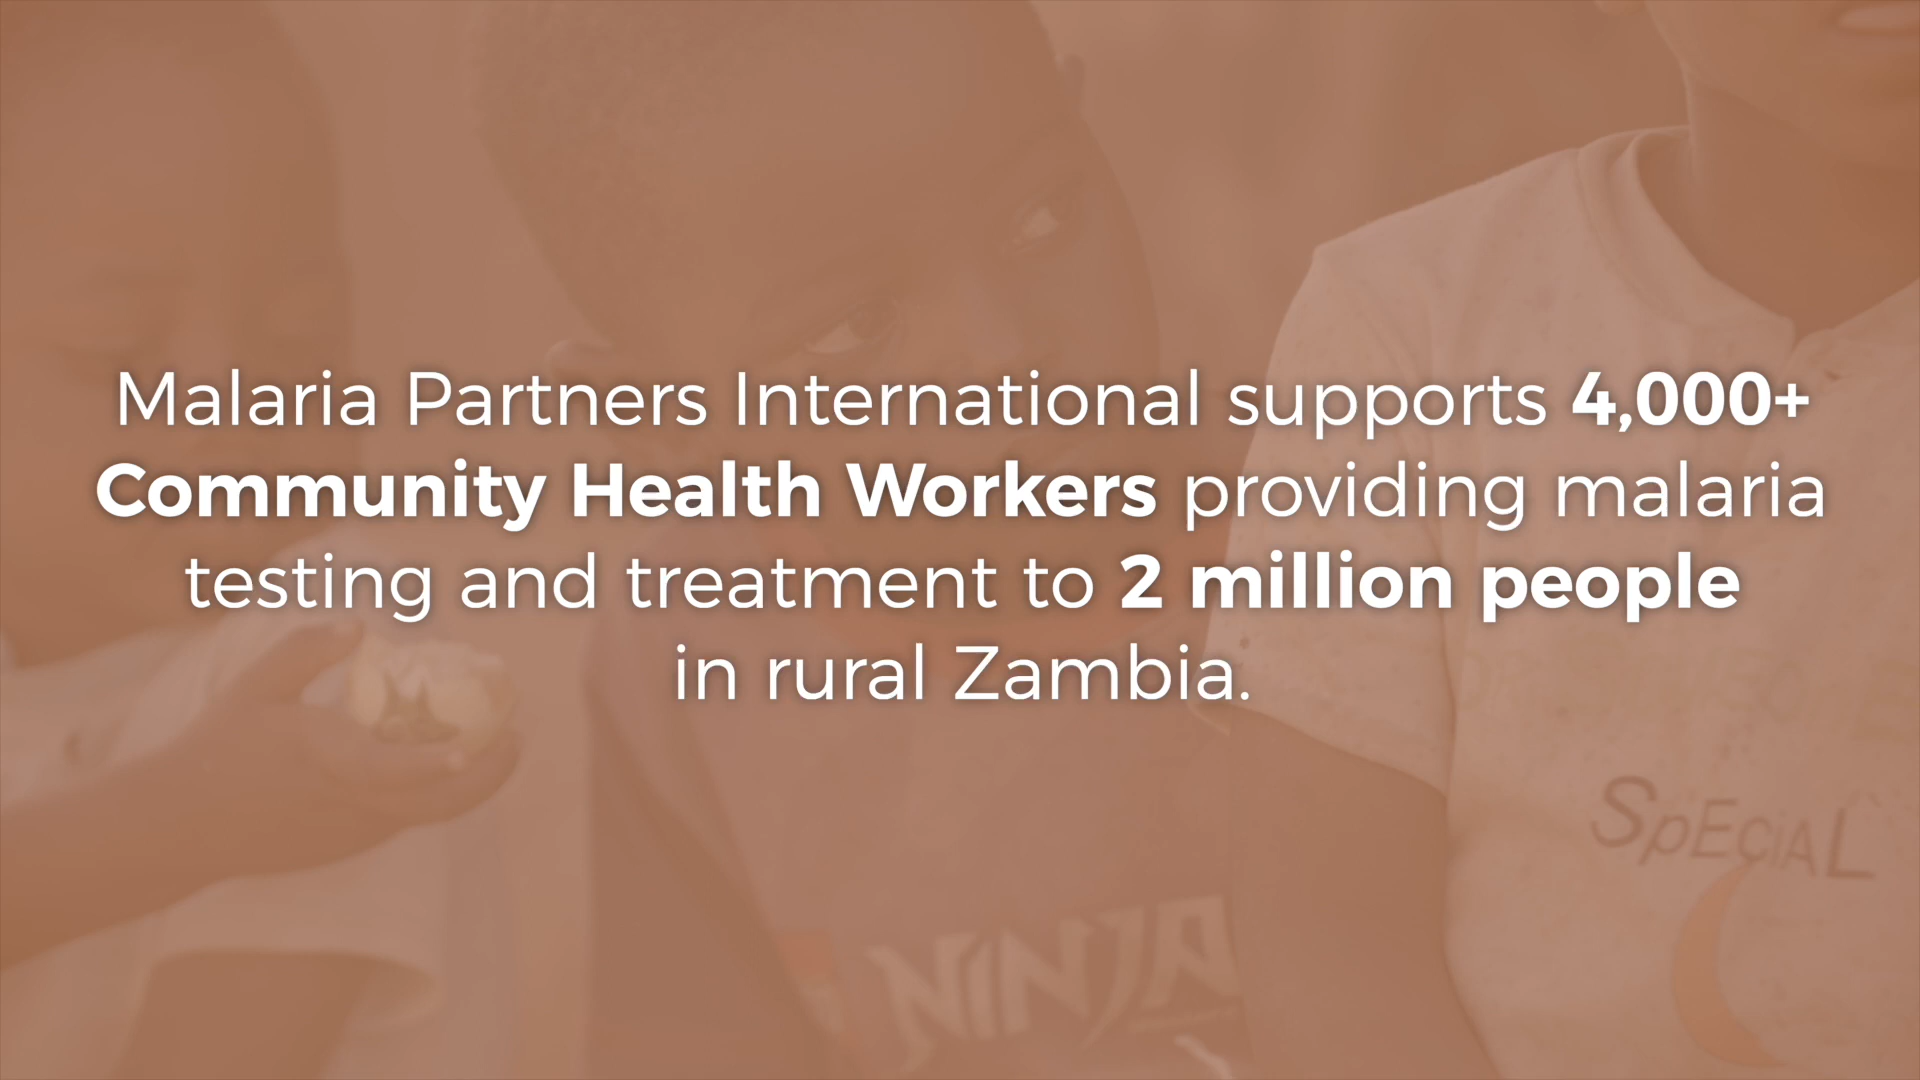 Malaria Partners International supports 4,000+
Community Health Workers providing malaria
testing and treatment to 2 million people
in rural Zambia.
SpECiAL
NINJA